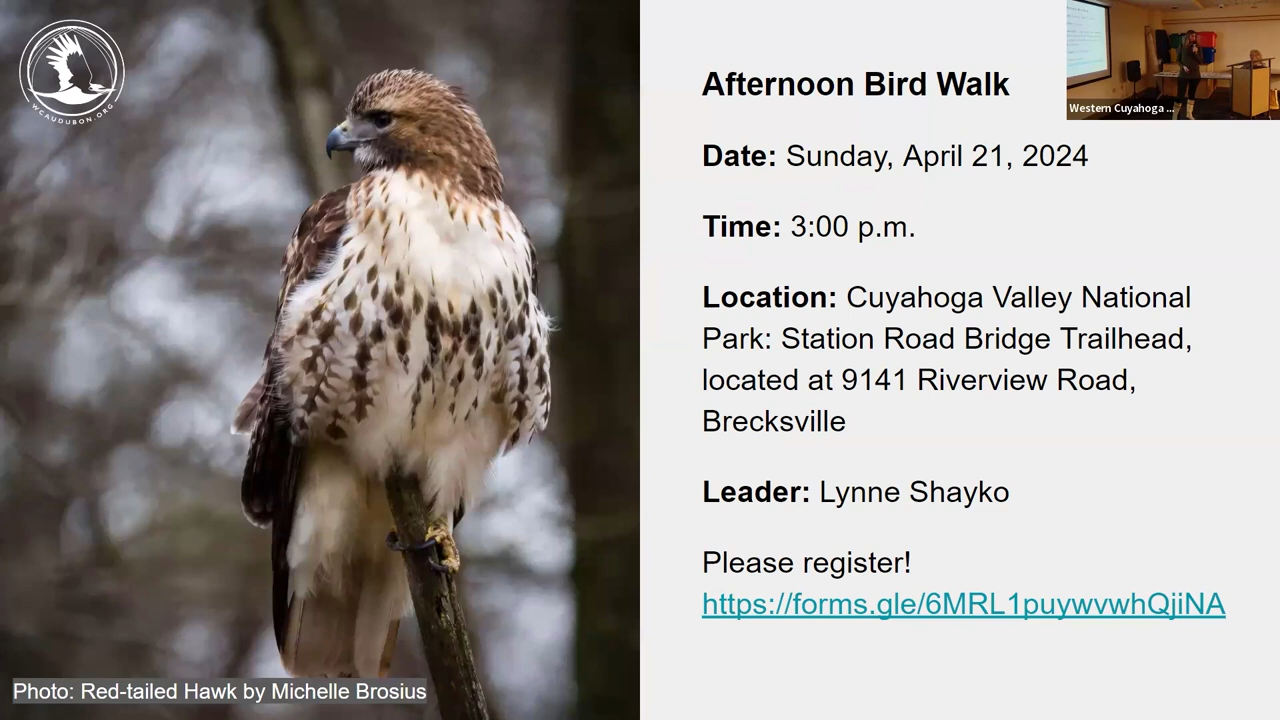 WCAUDUBON.ORG
Afternoon Bird Walk
Western Cuyahoga ...
Date: Sunday, April 21, 2024
Time: 3:00 p.m.
Location: Cuyahoga Valley National
Park: Station Road Bridge Trailhead,
located at 9141 Riverview Road,
Brecksville
Leader: Lynne Shayko
Please register!
https://forms.gle/6MRL1puywvwhQjiNA
Photo: Red-tailed Hawk by Michelle Brosius